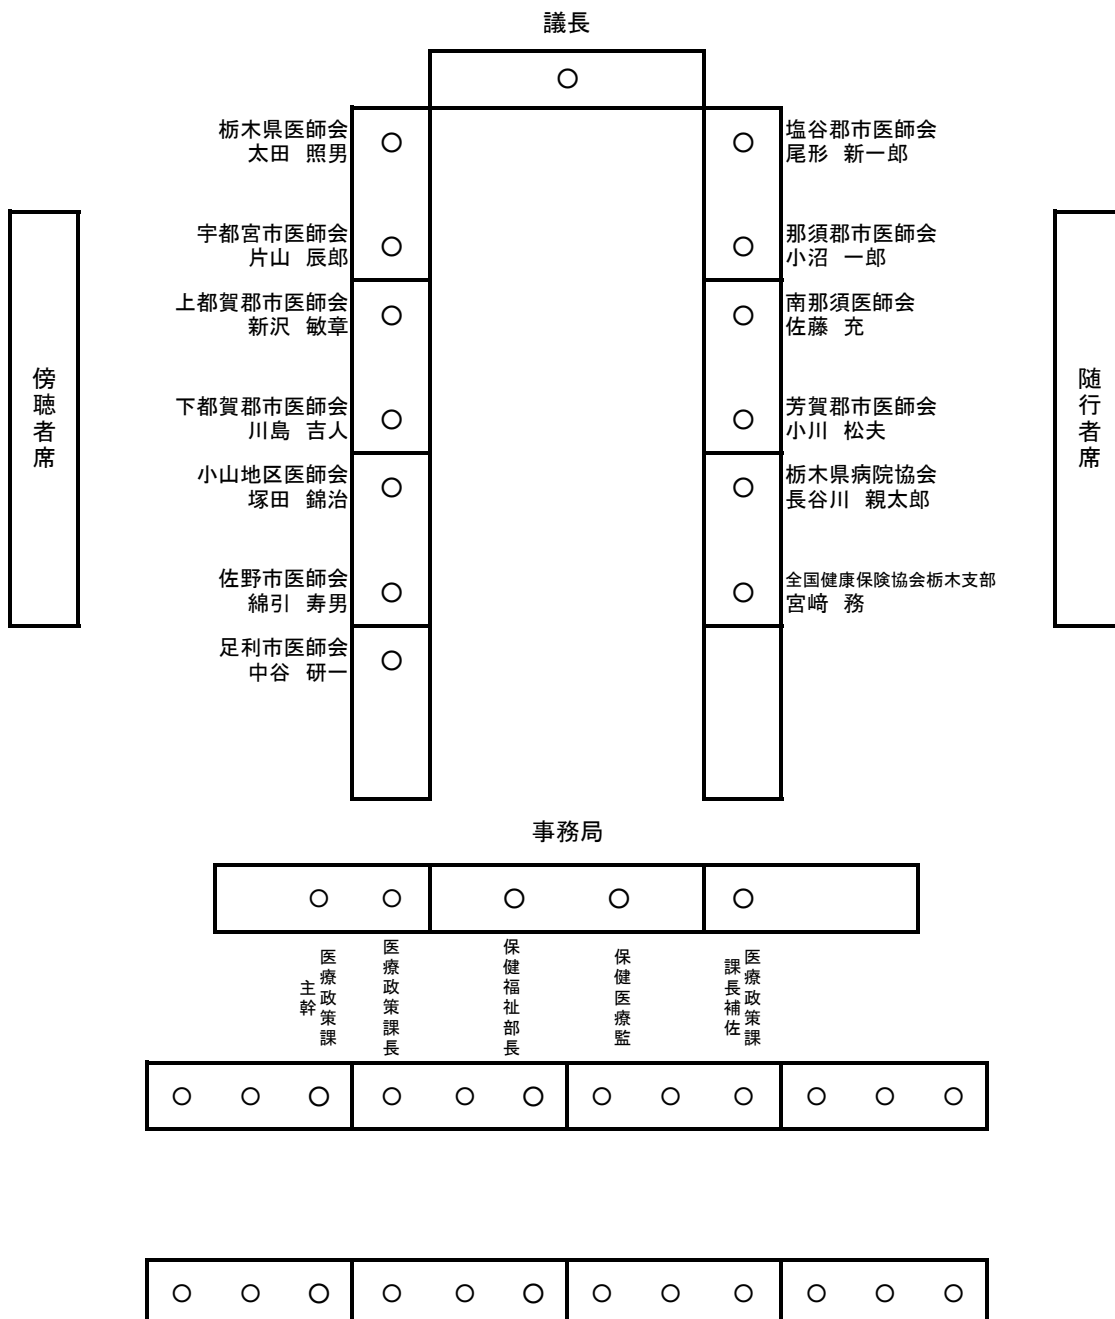 議長
栃木県医師会
太田 照男
宇都宮市医師会
片山 辰郎
上都賀郡市医師会
新沢 敏章
下都賀郡市医師会
川島 吉人
小山地区医師会
塚田 錦治
佐野市医師会
綿引 寿男
足利市医師会
中谷 研一
塩谷郡市医師会
尾形 新一郎
那須郡市医師会
小沼 一郎
南那須医師会
佐藤 充
芳賀郡市医師会
小川 松夫
栃木県病院協会
長谷川 親太郎
全国健康保険協会栃木支部
宮﨑 務
傍聴者席
随行者席
事務局
医療政策課
主幹
医療政策課長
保健福祉部長
保健医療監
医療政策課
課長補佐